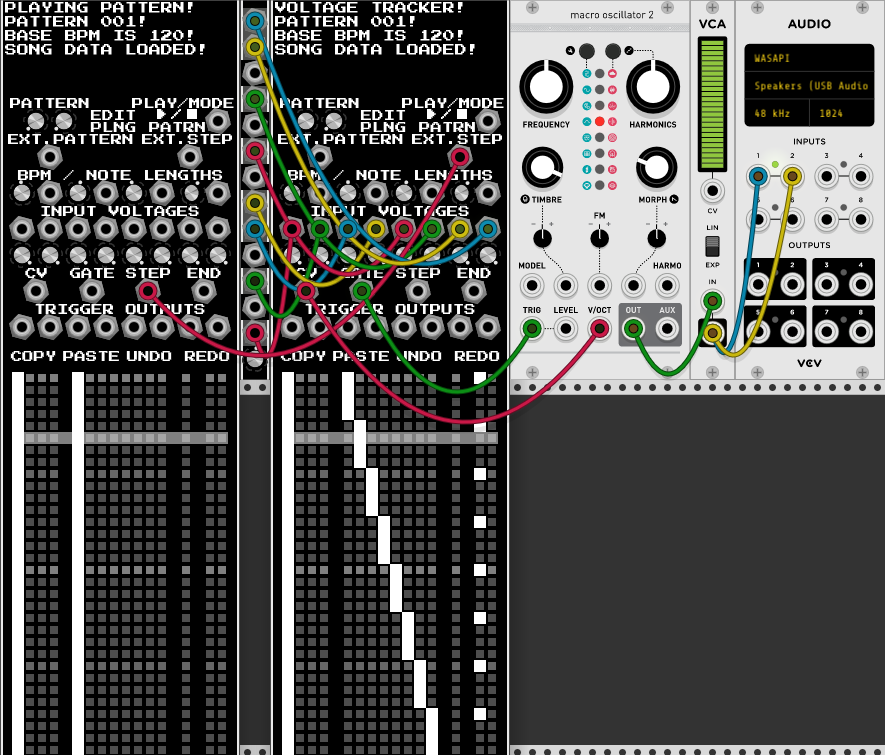 PLAYING PATTERN!
PATTERN 001!
BASE BPM IS 120!
SONG DATA LOADED!
PATTERN PLAY/MODE
EDIT
PLNG PATRN
EXT.PATTERN EXT.STEP
BPM / NOTE LENGTHS
INPUT VOLTAGES
CV GATE STEP END
TRIGGER OUTPUTS
COPY PASTE UNDO REDO
VOLTAGE TRACKER!
PATTERN 001!
BASE BPM IS 120!
SONG DATA LOADED!
PATTERN PLAY/MODE
EDIT
PLNG PATRN
EXT.PATTERN EXT.STEP
BPM / NOTE LENGTHS
INPUT VOLTAGES
CV GATE STEP END
TRIGGER OUTPUTS
COPY PASTE UNDO REDO
macro oscillator 2
FREQUENCY HARMONICS
TIMBRE MORPH
FM
MODEL HARMO
TRIG LEVEL V/OCT OUT AUX
VCA
CV
LIN
EXP
IN
AUDIO
WASAPI
Speakers (USB Audio
48 kHz 1024
INPUTS
1 2 3 4
5 6 7 8
OUTPUTS
1 2 3 4
5 6 7 8
VCV